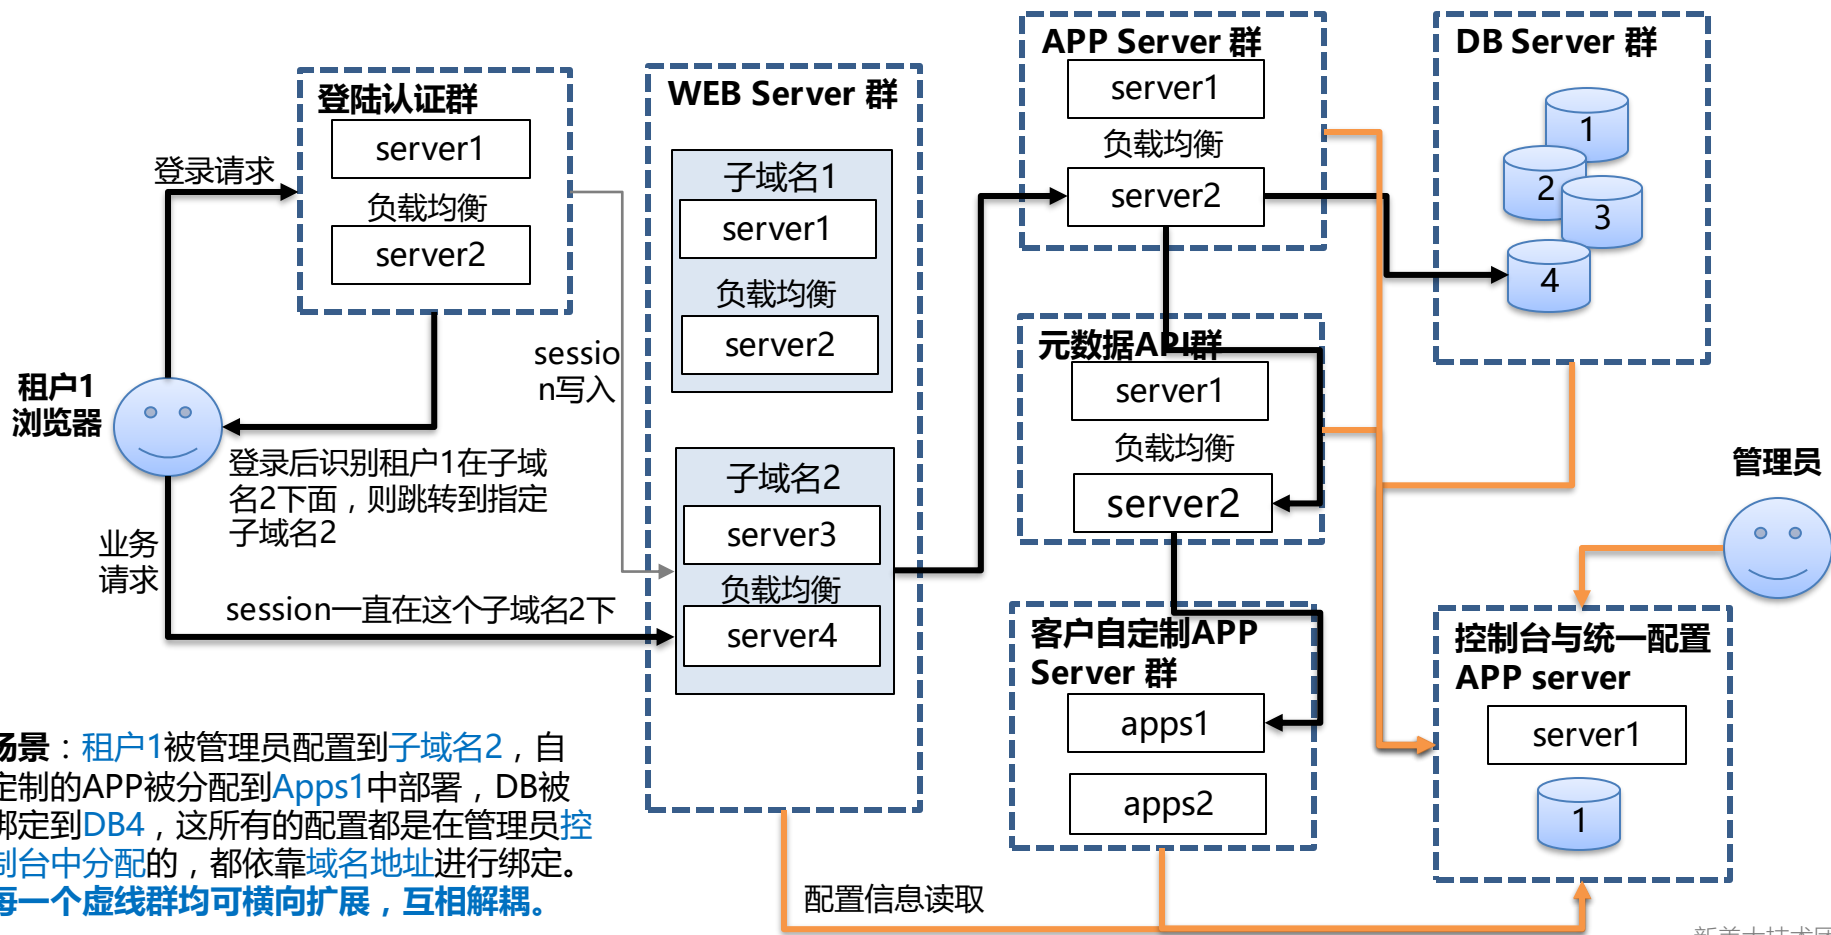 APP Server 群
server1
负载均衡
server2
DB Server 群
1
2
3
4
登陆认证群
server1
负载均衡
server2
WEB Server 群
子域名1
server1
负载均衡
server2
子域名2
server3
负载均衡
server4
登录请求
sessio
n写入
租户1
浏览器
登录后识别租户1在子域
名2下面，则跳转到指定
子域名2
业务
请求
session一直在这个子域名2下
元数据API群
server1
负载均衡
server2
管理员
客户自定制APP
Server 群
apps1
apps2
控制台与统一配置
APP server
server1
1
场景：租户1被管理员配置到子域名2，自
定制的APP被分配到Apps1中部署，DB被
绑定到DB4，这所有的配置都是在管理员控
制台中分配的，都依靠域名地址进行绑定。
每一个虚线群均可横向扩展，互相解耦。
配置信息读取